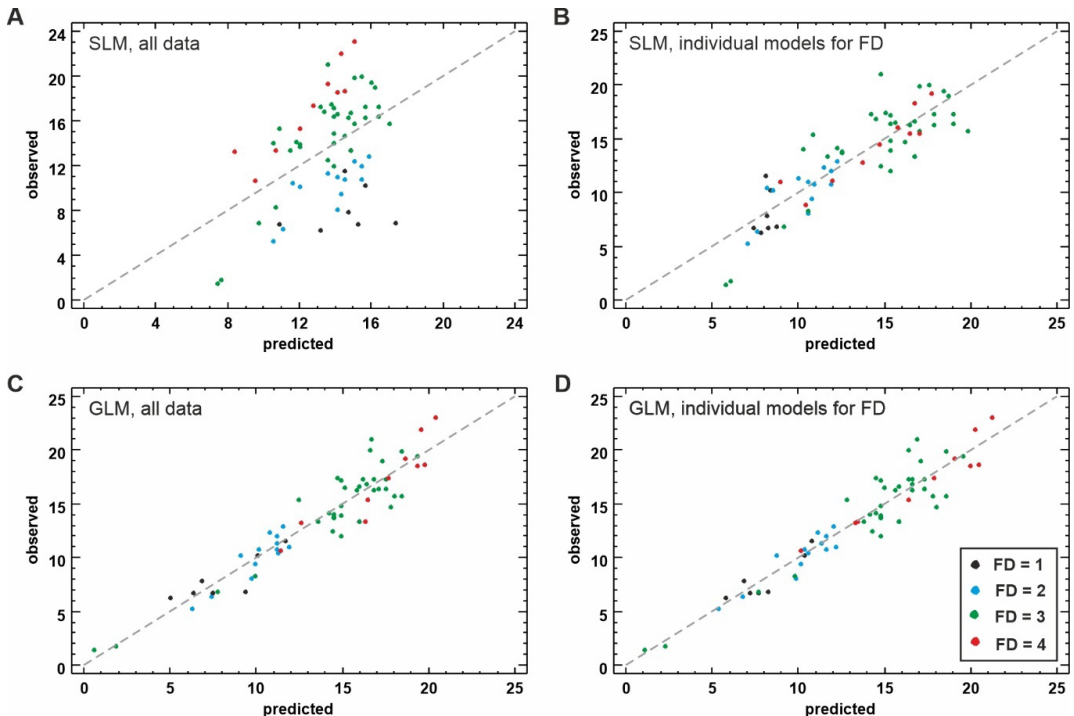 A
SLM, all data
24
20
16
12
8
4
0
observed
0 4 8 12 16 20 24
predicted
B
SLM, individual models for FD
25
20
15
10
5
0
observed
0 5 10 15 20 25
predicted
C
GLM, all data
25
20
15
10
5
0
observed
0 5 10 15 20 25
predicted
D
GLM, individual models for FD
25
20
15
10
5
0
observed
0 5 10 15 20 25
predicted
FD = 1
FD = 2
FD = 3
FD = 4